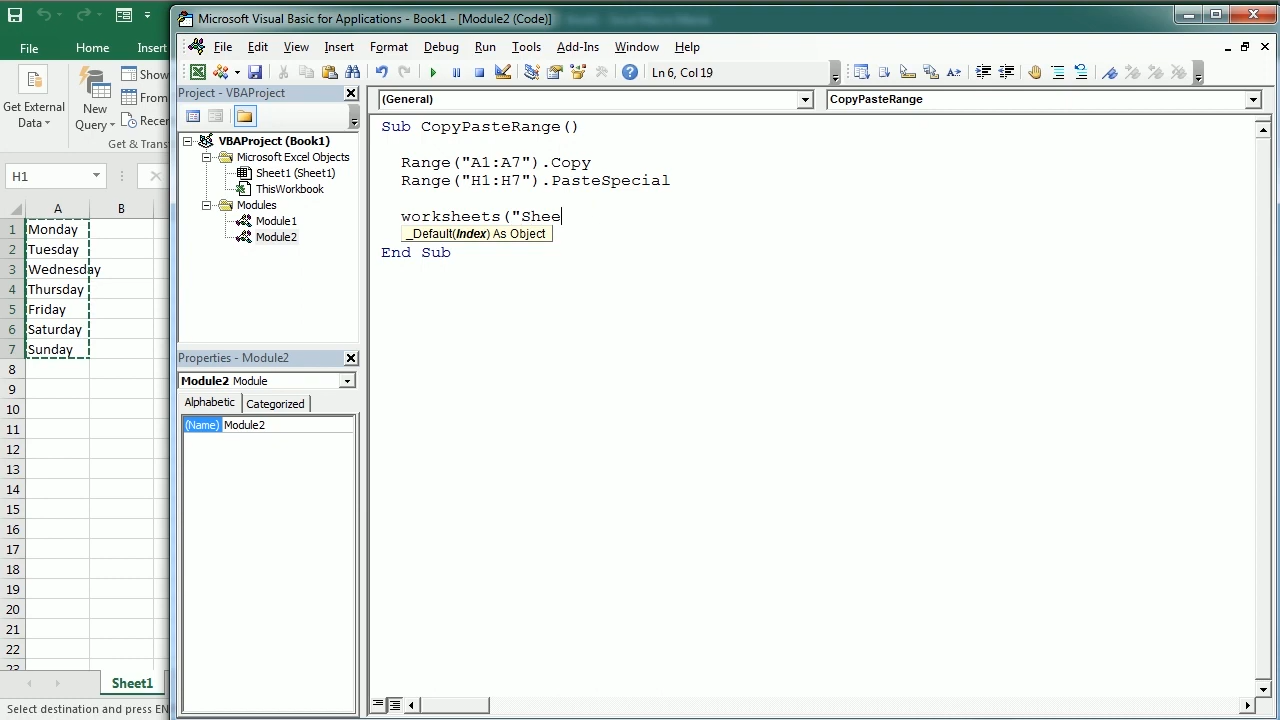 Microsoft Visual Basic for Applications - Book1 - [Module2 (Code)]
File Home Insert
File Edit View Insert Format Debug Run Tools Add-Ins Window Help
Ln 6, Col 19
Show
From
Recen
Get External
Data
New
Query
Get & Trans
Project - VBAProject
VBAProject (Book1)
Microsoft Excel Objects
Sheet1 (Sheet1)
ThisWorkbook
Modules
Module1
Module2
(General)
CopyPasteRange
Sub CopyPasteRange()
Range("A1:A7").Copy
Range("H1:H7").PasteSpecial
worksheets("Shee
_Default(Index) As Object
End Sub
H1
A B
1 Monday
2 Tuesday
3 Wednesday
4 Thursday
5 Friday
6 Saturday
7 Sunday
8
9
10
11
12
13
14
15
16
17
18
19
20
21
22
23
Properties - Module2
Module2 Module
Alphabetic Categorized
(Name) Module2
Sheet1
Select destination and press EN